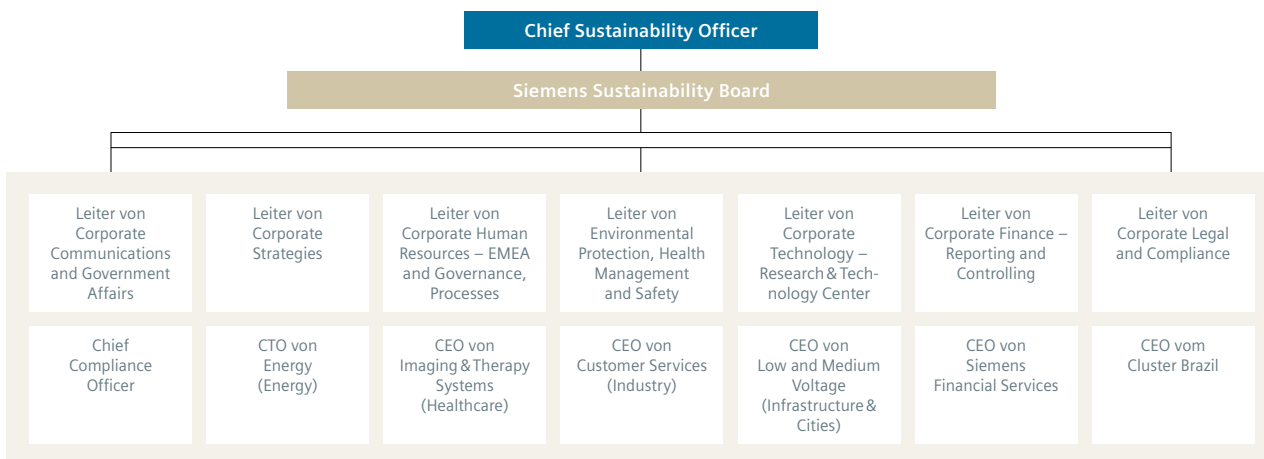 Chief Sustainability Officer
Siemens Sustainability Board
Leiter von
Corporate
Communications
and Government
Affairs
Leiter von
Corporate
Strategies
Leiter von
Corporate Human
Resources – EMEA
and Governance,
Processes
Leiter von
Environmental
Protection, Health
Management
and Safety
Leiter von
Corporate
Technology –
Research & Tech-
nology Center
Leiter von
Corporate Finance –
Reporting and
Controlling
Leiter von
Corporate Legal
and Compliance
Chief
Compliance
Officer
CTO von
Energy
(Energy)
CEO von
Imaging & Therapy
Systems
(Healthcare)
CEO von
Customer Services
(Industry)
CEO von
Low and Medium
Voltage
(Infrastructure &
Cities)
CEO von
Siemens
Financial Services
CEO vom
Cluster Brazil